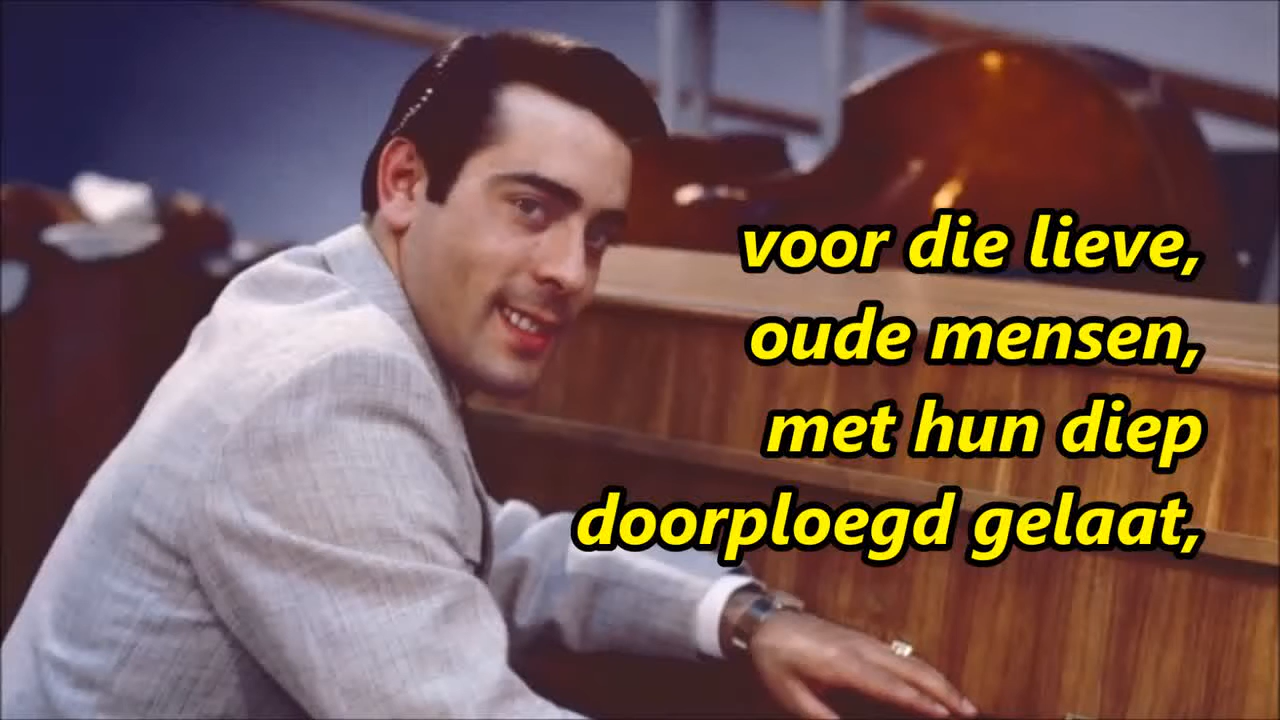 voor die lieve,
oude mensen,
met hun diep
doorploegd gelaat,